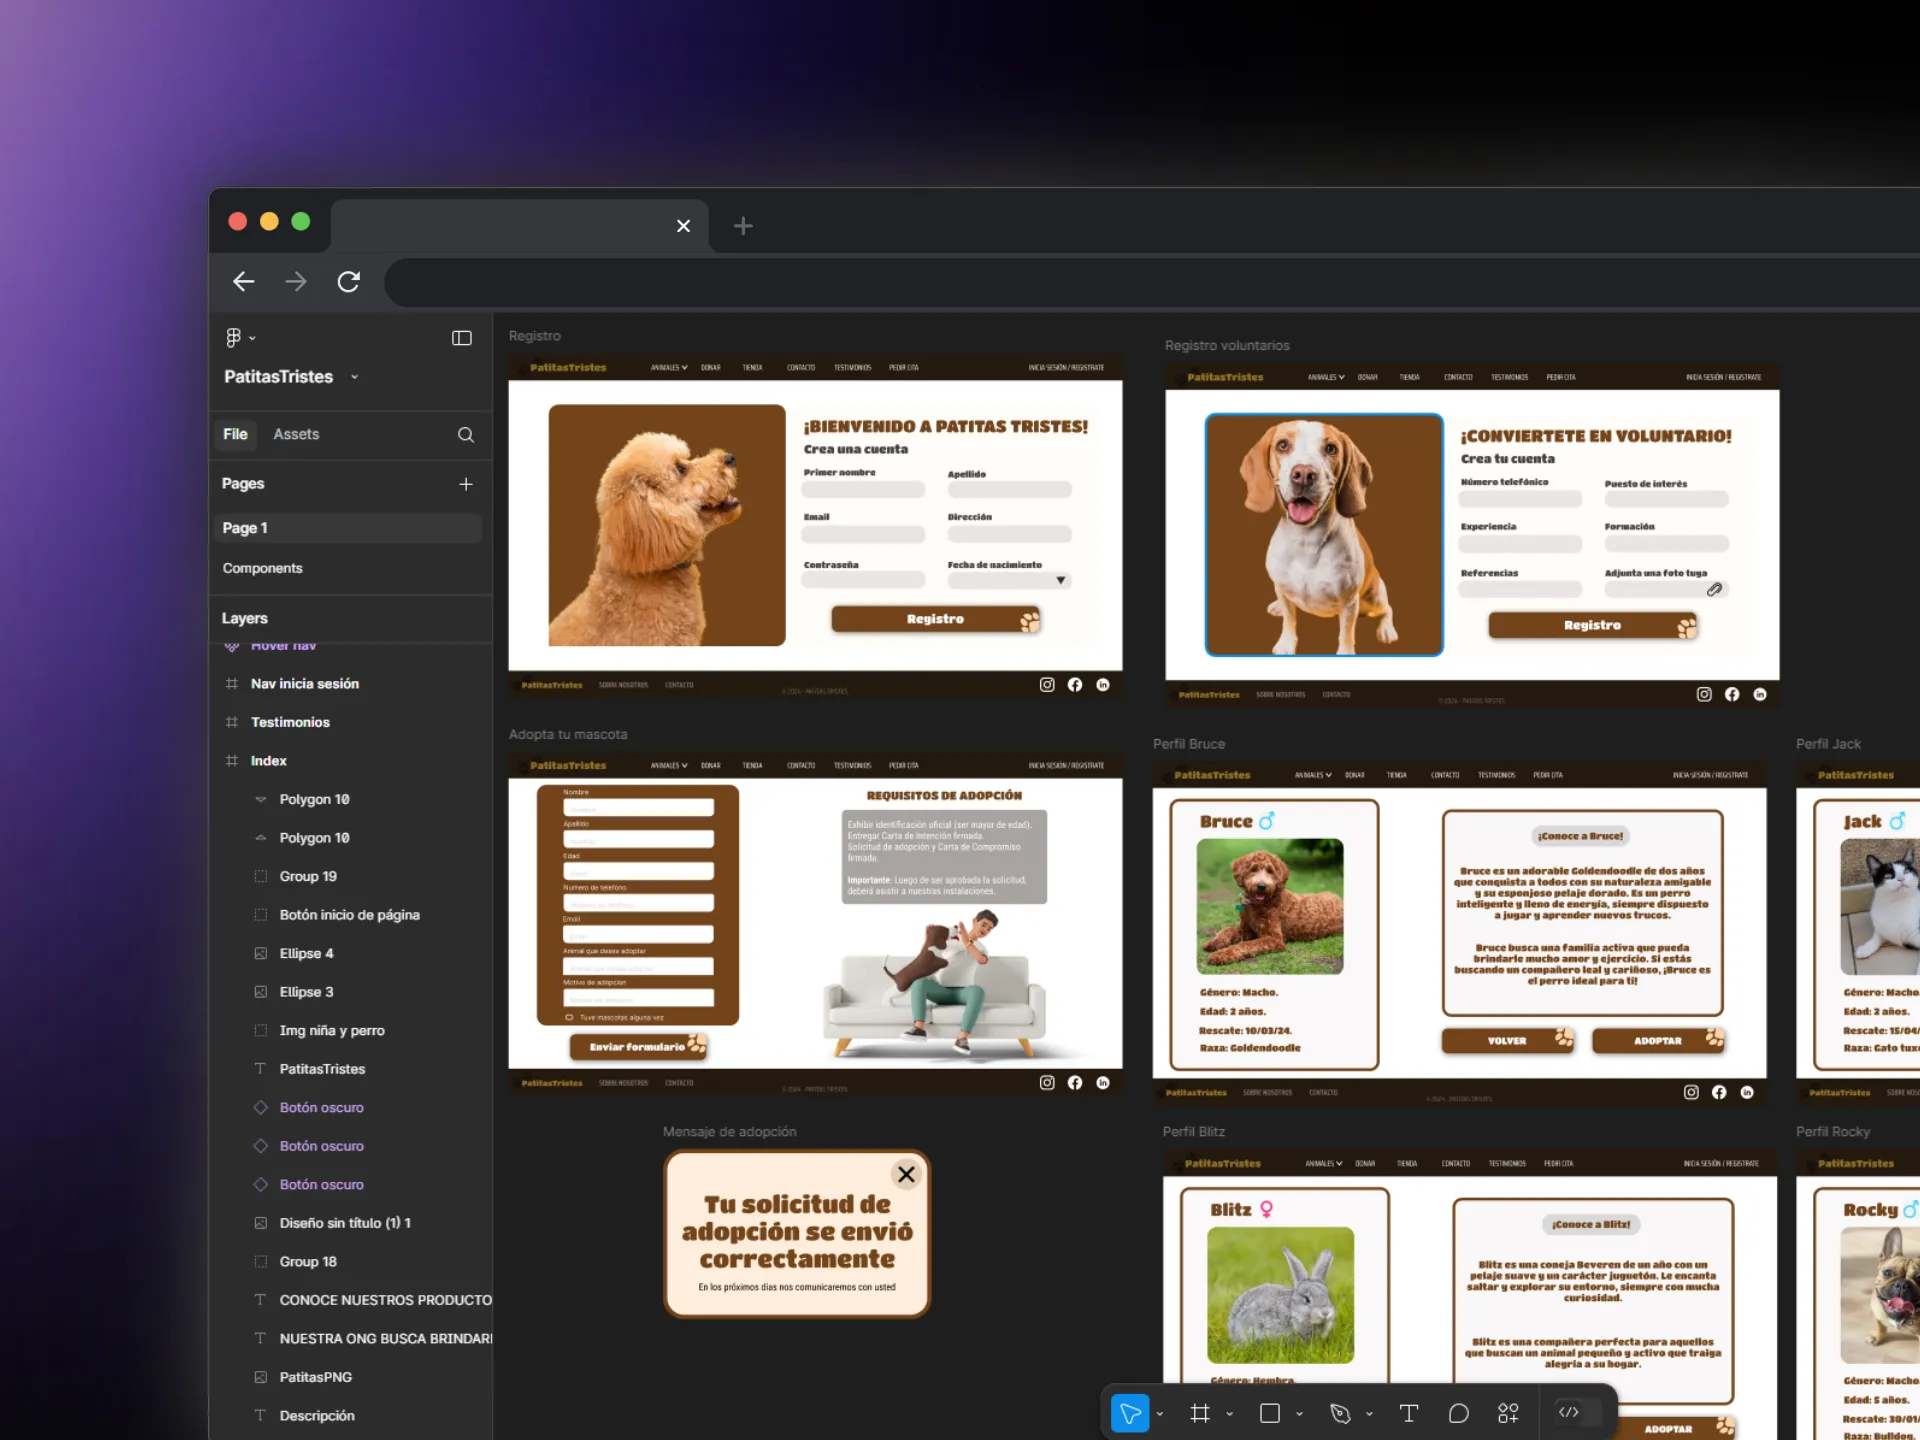 PatitasTristes
File
Assets
Pages
Page 1
Components
Layers
Hover nav
Nav inicia sesión
Testimonios
Index
Polygon 10
Polygon 10
Group 19
Botón inicio de página
Ellipse 4
Ellipse 3
Img niña y perro
PatitasTristes
Botón oscuro
Botón oscuro
Botón oscuro
Diseño sin título (1) 1
Group 18
CONOCE NUESTROS PRODUCTO
NUESTRA ONG BUSCA BRINDAR
PatitasPNG
Descripción
Registro
PatitasTristes
ANIMALES
DONAR
TIENDA
CONTACTO
TESTIMONIOS
PEDIR CITA
INICIA SESIÓN / REGISTRATE
¡BIENVENIDO A PATITAS TRISTES!
Crea una cuenta
Primer nombre
Apellido
Email
Dirección
Contraseña
Fecha de nacimiento
Registro
PatitasTristes
SOBRE NOSOTROS
CONTACTO
© 2024 - PATITAS TRISTES.
Registro voluntarios
PatitasTristes
ANIMALES
DONAR
TIENDA
CONTACTO
TESTIMONIOS
PEDIR CITA
INICIA SESIÓN / REGISTRATE
¡CONVIERTETE EN VOLUNTARIO!
Crea tu cuenta
Número telefónico
Puesto de interés
Experiencia
Formación
Referencias
Adjunta una foto tuya
Registro
PatitasTristes
SOBRE NOSOTROS
CONTACTO
© 2024 - PATITAS TRISTES.
Adopta tu mascota
PatitasTristes
ANIMALES
DONAR
TIENDA
CONTACTO
TESTIMONIOS
PEDIR CITA
INICIA SESIÓN / REGISTRATE
Nombre
Apellido
Edad
Numero de telefono
Email
Animal que desea adoptar
Motivo de adopcion
Tuve mascotas alguna vez
Enviar formulario
REQUISITOS DE ADOPCIÓN
Exhibir identificación oficial (ser mayor de edad).
Entregar Carta de Intención firmada.
Solicitud de adopción y Carta de Compromiso
firmada.
Importante: Luego de ser aprobada la solicitud,
deberá asistir a nuestras instalaciones.
PatitasTristes
SOBRE NOSOTROS
CONTACTO
© 2024 - PATITAS TRISTES.
Perfil Bruce
PatitasTristes
ANIMALES
DONAR
TIENDA
CONTACTO
TESTIMONIOS
PEDIR CITA
INICIA SESIÓN / REGISTRATE
Bruce
Género: Macho.
Edad: 2 años.
Rescate: 10/03/24.
Raza: Goldendoodle
¡Conoce a Bruce!
Bruce es un adorable Goldendoodle de dos años
que conquista a todos con su naturaleza amigable
y su esponjoso pelaje dorado. Es un perro
inteligente y lleno de energía, siempre dispuesto
a jugar y aprender nuevos trucos.
Bruce busca una familia activa que pueda
brindarle mucho amor y ejercicio. Si estás
buscando un compañero leal y cariñoso, ¡Bruce es
el perro ideal para ti!
VOLVER
ADOPTAR
PatitasTristes
SOBRE NOSOTROS
CONTACTO
© 2024 - PATITAS TRISTES.
Perfil Jack
PatitasTristes
Jack
Género: Macho.
Edad: 2 años.
Rescate: 15/04/
Raza: Gato tuxe
PatitasTristes
SOBRE NOS
Mensaje de adopción
Tu solicitud de
adopción se envió
correctamente
En los próximos días nos comunicaremos con usted
Perfil Blitz
PatitasTristes
ANIMALES
DONAR
TIENDA
CONTACTO
TESTIMONIOS
PEDIR CITA
INICIA SESIÓN / REGISTRATE
Blitz
Género: Hembra.
¡Conoce a Blitz!
Blitz es una coneja Beveren de un año con un
pelaje suave y un carácter juguetón. Le encanta
saltar y explorar su entorno, siempre con mucha
curiosidad.
Blitz es una compañera perfecta para aquellos
que buscan un animal pequeño y activo que traiga
alegría a su hogar.
ADOPTAR
Perfil Rocky
PatitasTristes
Rocky
Género: Macho.
Edad: 5 años.
Rescate: 30/01/
Raza: Bulldog.